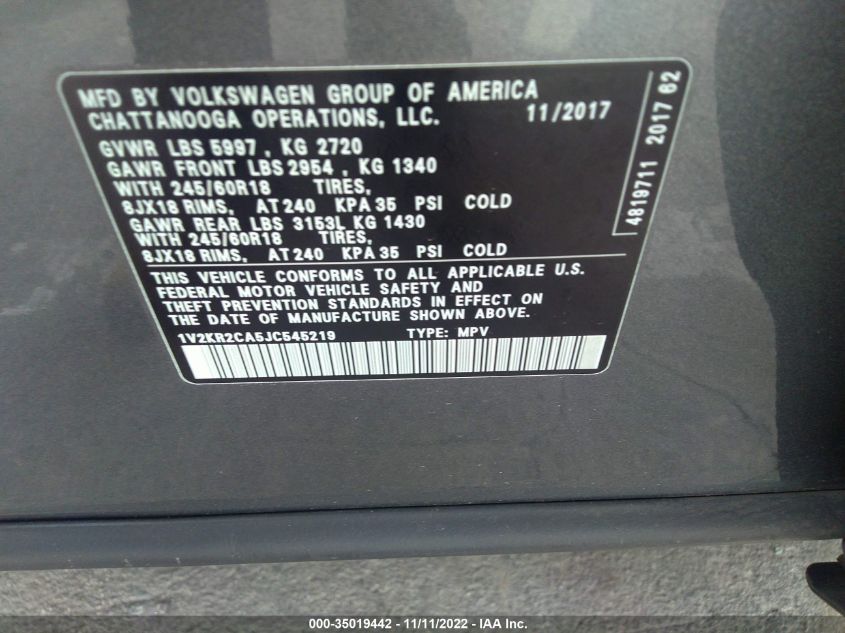 MFD BY VOLKSWAGEN GROUP OF AMERICA
CHATTANOOGA OPERATIONS, LLC. 11/2017
GVWR LBS 5997, KG 2720
GAWR FRONT LBS 2954, KG 1340
WITH 245/60R18 TIRES,
8JX18 RIMS, AT 240 KPA 35 PSI COLD
GAWR REAR LBS 3153L KG 1430
WITH 245/60R18 TIRES,
8JX18 RIMS, AT 240 KPA 35 PSI COLD
THIS VEHICLE CONFORMS TO ALL APPLICABLE U.S.
FEDERAL MOTOR VEHICLE SAFETY AND
THEFT PREVENTION STANDARDS IN EFFECT ON
THE DATE OF MANUFACTURE SHOWN ABOVE.
1V2KR2CA5JC545219 TYPE: MPV
4819711 2017 62
000-35019442 - 11/11/2022 - IAA Inc.